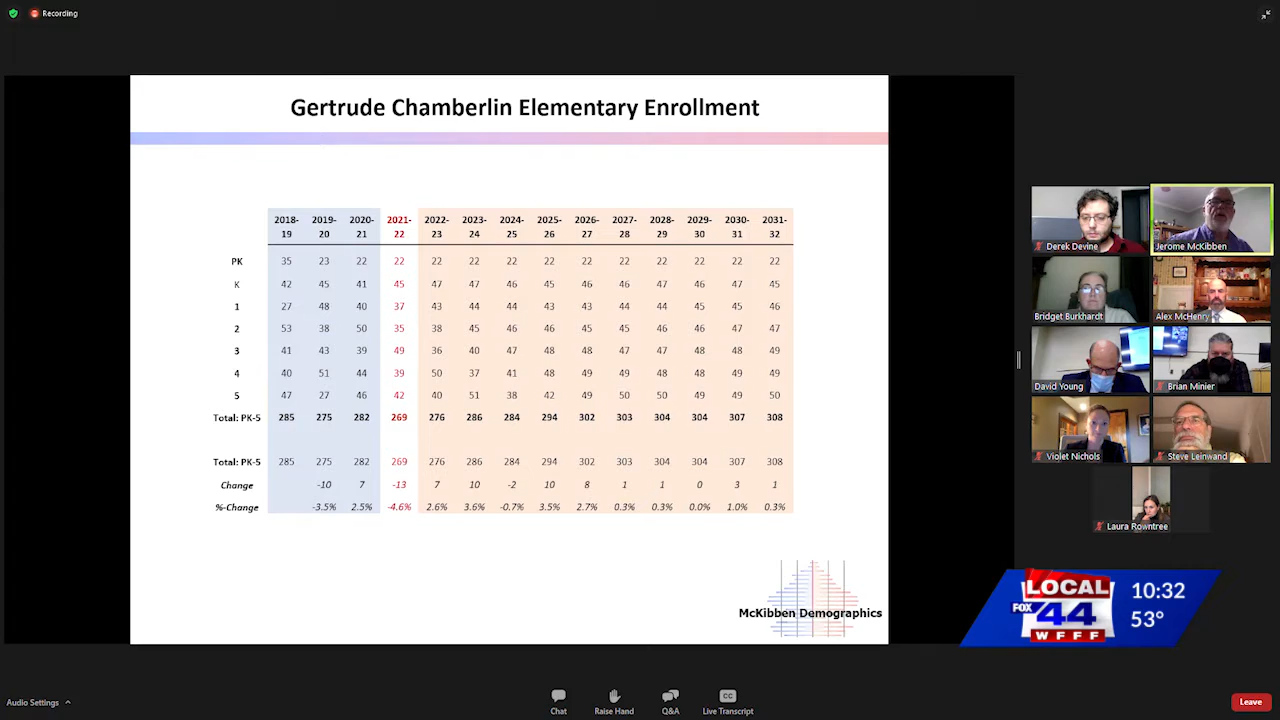 Recording
Gertrude Chamberlin Elementary Enrollment
2018- 2019- 2020- 2021- 2022- 2023- 2024- 2025- 2026- 2027- 2028- 2029- 2030- 2031-
19 20 21 22 23 24 25 26 27 28 29 30 31 32
PK 35 23 22 22 22 22 22 22 22 22 22 22 22 22
K 42 45 41 45 47 47 46 45 46 46 47 46 47 45
1 27 48 40 37 43 44 44 43 43 44 44 45 45 46
2 53 38 50 35 38 45 46 46 45 45 46 46 47 47
3 41 43 39 49 36 40 47 48 48 47 47 48 48 49
4 40 51 44 39 50 37 41 48 49 49 48 48 49 49
5 47 27 46 42 40 51 38 42 49 50 50 49 49 50
Total: PK-5 285 275 282 269 276 286 284 294 302 303 304 304 307 308
Total: PK-5 285 275 282 269 276 286 284 294 302 303 304 304 307 308
Change -10 7 -13 7 10 -2 10 8 1 1 0 3 1
%-Change -3.5% 2.5% -4.6% 2.6% 3.6% -0.7% 3.5% 2.7% 0.3% 0.3% 0.0% 1.0% 0.3%
McKibben Demographics
Derek Devine
Jerome McKibben
Bridget Burkhardt
Alex McHenry
David Young
Brian Minier
Violet Nichols
Steve Leinwand
Laura Rowntree
LOCAL
FOX 44
WFFF
10:32
53°
Audio Settings
Chat
Raise Hand
Q&A
CC
Live Transcript
Leave